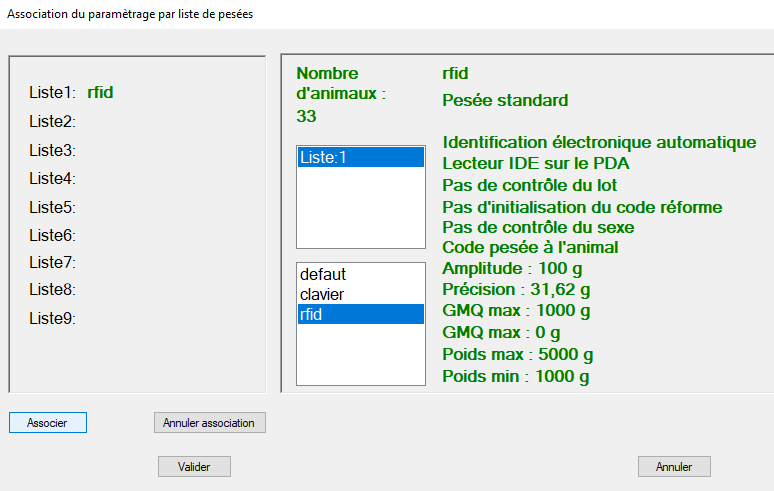 Association du paramètrage par liste de pesées
Liste1: rfid
Liste2:
Liste3:
Liste4:
Liste5:
Liste6:
Liste7:
Liste8:
Liste9:
Nombre
d'animaux :
33
Liste:1
defaut
clavier
rfid
rfid
Pesée standard
Identification électronique automatique
Lecteur IDE sur le PDA
Pas de contrôle du lot
Pas d'initialisation du code réforme
Pas de contrôle du sexe
Code pesée à l'animal
Amplitude : 100 g
Précision : 31,62 g
GMQ max : 1000 g
GMQ max : 0 g
Poids max : 5000 g
Poids min : 1000 g
Associer
Annuler association
Valider
Annuler